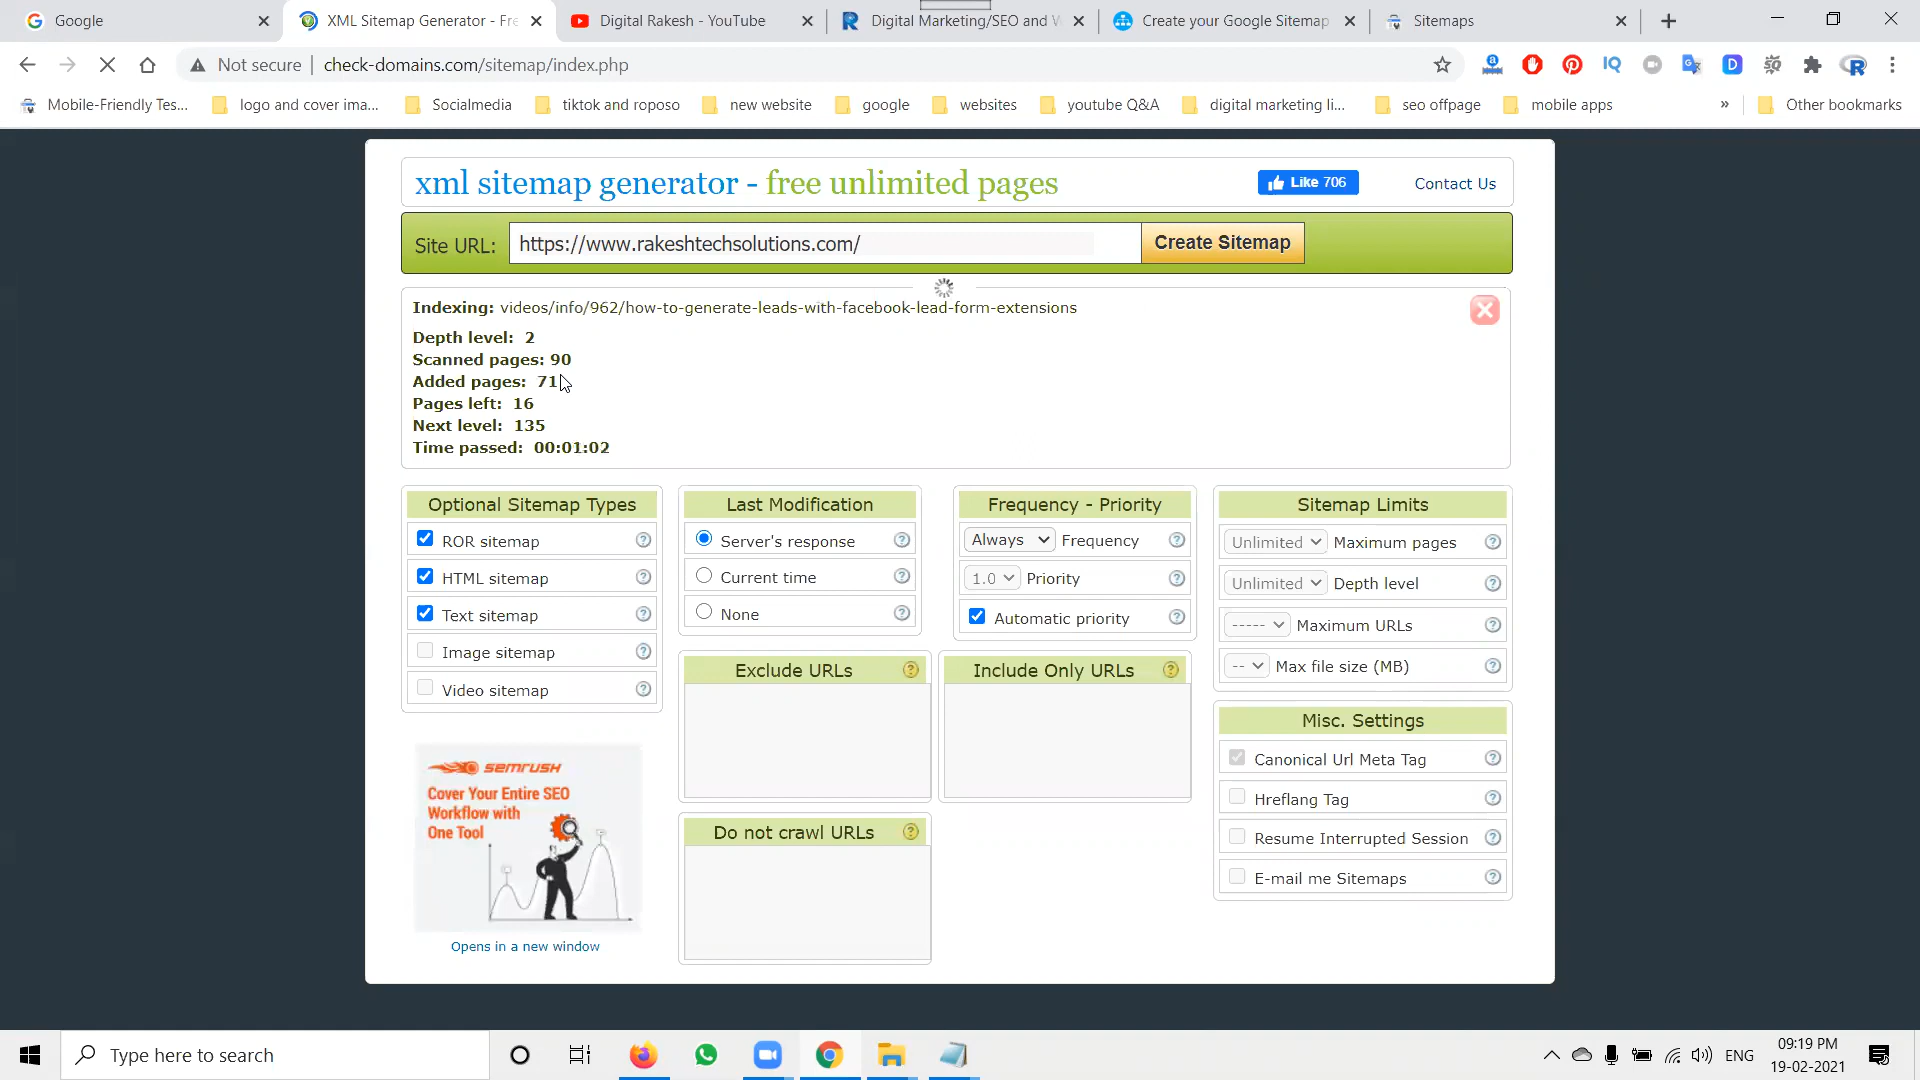 Google
XML Sitemap Generator - Fre
Digital Rakesh - YouTube
Digital Marketing/SEO and W
Create your Google Sitemap
Sitemaps
Not secure
check-domains.com/sitemap/index.php
Mobile-Friendly Tes...
logo and cover ima...
Socialmedia
tiktok and roposo
new website
google
websites
youtube Q&A
digital marketing li...
seo offpage
mobile apps
»
Other bookmarks
xml sitemap generator - free unlimited pages
Like 706
Contact Us
Site URL:
https://www.rakeshtechsolutions.com/
Create Sitemap
Indexing: videos/info/962/how-to-generate-leads-with-facebook-lead-form-extensions
Depth level: 2
Scanned pages: 90
Added pages: 71
Pages left: 16
Next level: 135
Time passed: 00:01:02
Optional Sitemap Types
ROR sitemap
HTML sitemap
Text sitemap
Image sitemap
Video sitemap
Last Modification
Server's response
Current time
None
Frequency - Priority
Always Frequency
1.0 Priority
Automatic priority
Sitemap Limits
Unlimited Maximum pages
Unlimited Depth level
----- Maximum URLs
-- Max file size (MB)
Exclude URLs
Include Only URLs
Do not crawl URLs
Misc. Settings
Canonical Url Meta Tag
Hreflang Tag
Resume Interrupted Session
E-mail me Sitemaps
semrush
Cover Your Entire SEO
Workflow with
One Tool
Opens in a new window
Type here to search
ENG
09:19 PM
19-02-2021